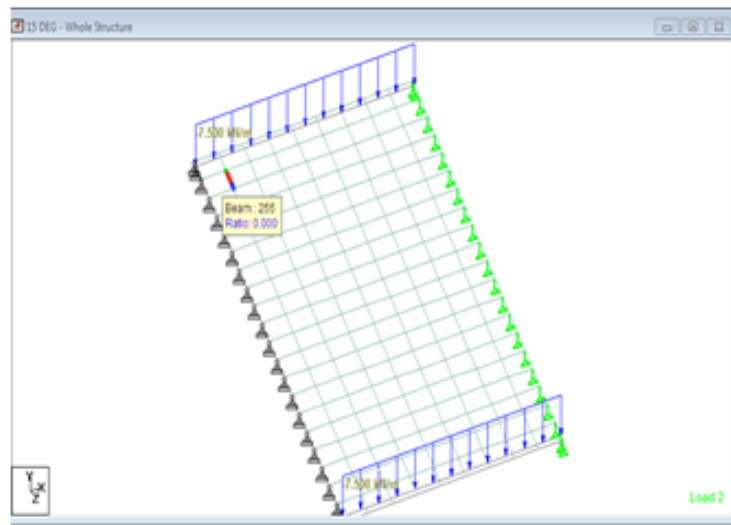 15 DEG - Whole Structure
-7.500 kN/m
Beam : 255
Ratio: 0.000
-7.500 kN/m
Y
X
Z
Load 2